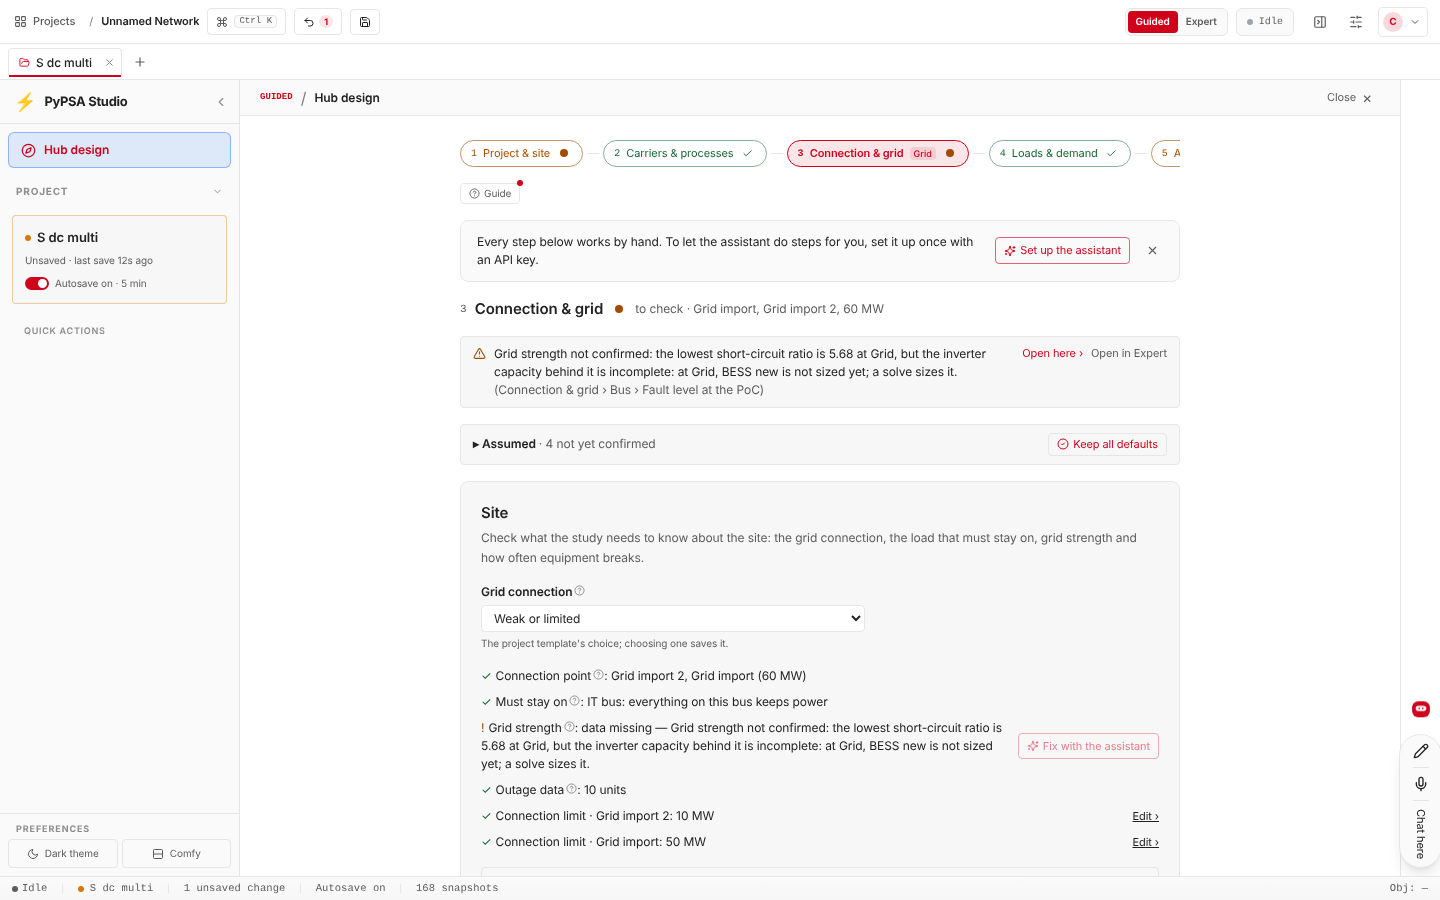 Projects / Unnamed Network
Ctrl K
1
Guided
Expert
Idle
C
S dc multi
PyPSA Studio
GUIDED / Hub design
Close
Hub design
PROJECT
S dc multi
Unsaved · last save 12s ago
Autosave on · 5 min
QUICK ACTIONS
1 Project & site
2 Carriers & processes
3 Connection & grid Grid
4 Loads & demand
5 A
Guide
Every step below works by hand. To let the assistant do steps for you, set it up once with
an API key.
Set up the assistant
3 Connection & grid
to check · Grid import, Grid import 2, 60 MW
Grid strength not confirmed: the lowest short-circuit ratio is 5.68 at Grid, but the inverter
capacity behind it is incomplete: at Grid, BESS new is not sized yet; a solve sizes it.
(Connection & grid › Bus › Fault level at the PoC)
Open here ›
Open in Expert
▸ Assumed · 4 not yet confirmed
Keep all defaults
Site
Check what the study needs to know about the site: the grid connection, the load that must stay on, grid strength and
how often equipment breaks.
Grid connection
Weak or limited
The project template's choice; choosing one saves it.
✓ Connection point: Grid import 2, Grid import (60 MW)
✓ Must stay on: IT bus: everything on this bus keeps power
! Grid strength: data missing — Grid strength not confirmed: the lowest short-circuit ratio is
5.68 at Grid, but the inverter capacity behind it is incomplete: at Grid, BESS new is not sized
yet; a solve sizes it.
Fix with the assistant
✓ Outage data: 10 units
✓ Connection limit · Grid import 2: 10 MW
Edit ›
✓ Connection limit · Grid import: 50 MW
Edit ›
Chat here
PREFERENCES
Dark theme
Comfy
Idle
S dc multi
1 unsaved change
Autosave on
168 snapshots
Obj: —